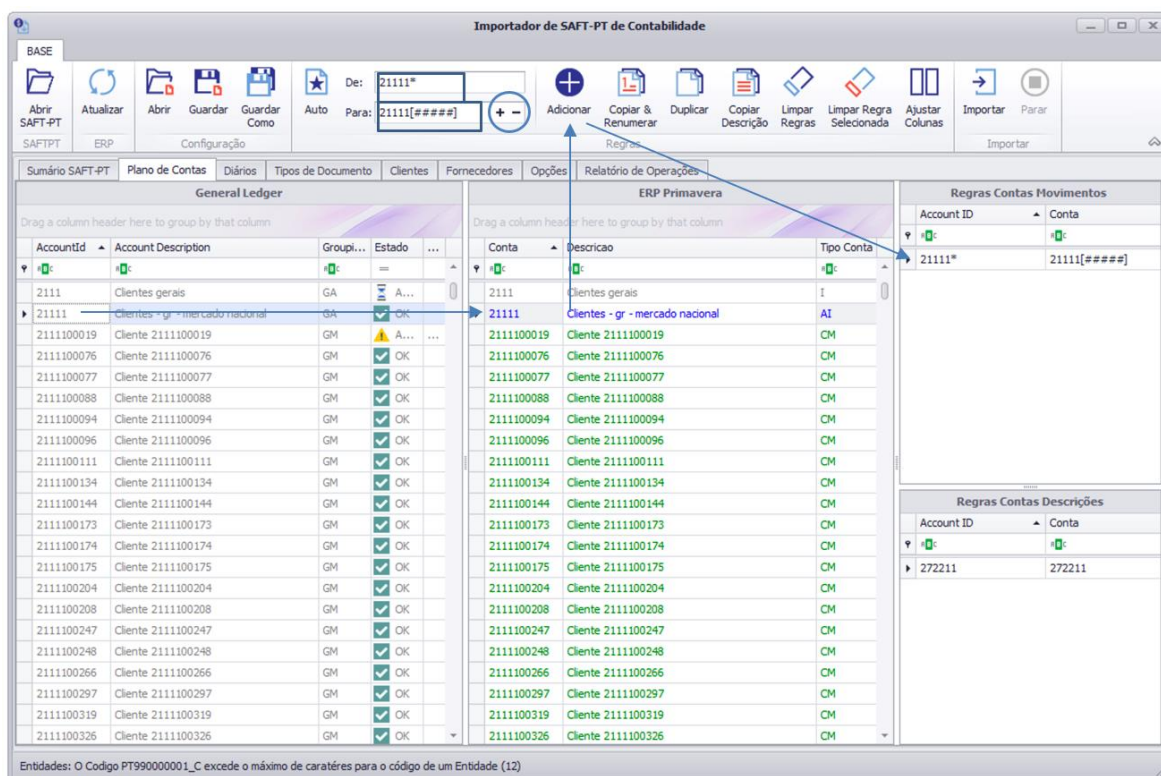 Importador de SAFT-PT de Contabilidade
BASE
Abrir SAFT-PT
Atualizar
Abrir
Guardar
Guardar Como
Auto
De: 21111*
Para: 21111[#####]
+ -
Adicionar
Copiar & Renumerar
Duplicar
Copiar Descrição
Limpar Regras
Limpar Regra Selecionada
Ajustar Colunas
Importar
Parar
SAFTPT ERP Configuração Regras Importar
Sumário SAFT-PT Plano de Contas Diários Tipos de Documento Clientes Fornecedores Opções Relatório de Operações
General Ledger
Drag a column header here to group by that column
AccountId Account Description Groupi... Estado ...
2111 Clientes gerais GA A...
21111 Clientes - gr - mercado nacional GA OK
2111100019 Cliente 2111100019 GM A... ...
2111100076 Cliente 2111100076 GM OK
2111100077 Cliente 2111100077 GM OK
2111100088 Cliente 2111100088 GM OK
2111100094 Cliente 2111100094 GM OK
2111100096 Cliente 2111100096 GM OK
2111100111 Cliente 2111100111 GM OK
2111100134 Cliente 2111100134 GM OK
2111100144 Cliente 2111100144 GM OK
2111100173 Cliente 2111100173 GM OK
2111100174 Cliente 2111100174 GM OK
2111100175 Cliente 2111100175 GM OK
2111100204 Cliente 2111100204 GM OK
2111100208 Cliente 2111100208 GM OK
2111100247 Cliente 2111100247 GM OK
2111100248 Cliente 2111100248 GM OK
2111100266 Cliente 2111100266 GM OK
2111100297 Cliente 2111100297 GM OK
2111100319 Cliente 2111100319 GM OK
2111100326 Cliente 2111100326 GM OK
ERP Primavera
Drag a column header here to group by that column
Conta Descricao Tipo Conta
2111 Clientes gerais I
21111 Clientes - gr - mercado nacional AI
2111100019 Cliente 2111100019 CM
2111100076 Cliente 2111100076 CM
2111100077 Cliente 2111100077 CM
2111100088 Cliente 2111100088 CM
2111100094 Cliente 2111100094 CM
2111100096 Cliente 2111100096 CM
2111100111 Cliente 2111100111 CM
2111100134 Cliente 2111100134 CM
2111100144 Cliente 2111100144 CM
2111100173 Cliente 2111100173 CM
2111100174 Cliente 2111100174 CM
2111100175 Cliente 2111100175 CM
2111100204 Cliente 2111100204 CM
2111100208 Cliente 2111100208 CM
2111100247 Cliente 2111100247 CM
2111100248 Cliente 2111100248 CM
2111100266 Cliente 2111100266 CM
2111100297 Cliente 2111100297 CM
2111100319 Cliente 2111100319 CM
2111100326 Cliente 2111100326 CM
Regras Contas Movimentos
Account ID Conta
21111* 21111[#####]
Regras Contas Descrições
Account ID Conta
272211 272211
Entidades: O Codigo PT990000001_C excede o máximo de caratéres para o código de um Entidade (12)